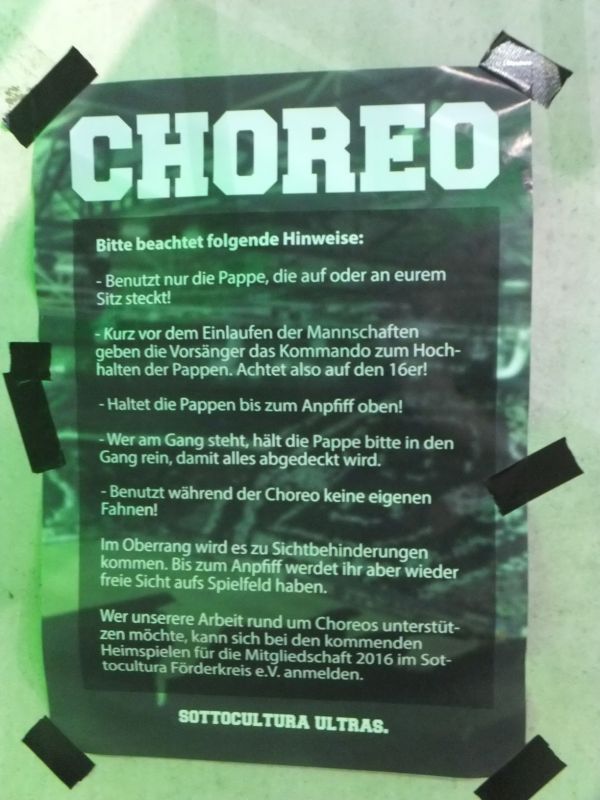 CHOREO
Bitte beachtet folgende Hinweise:
- Benutzt nur die Pappe, die auf oder an eurem
Sitz steckt!
- Kurz vor dem Einlaufen der Mannschaften
geben die Vorsänger das Kommando zum Hoch-
halten der Pappen. Achtet also auf den 16er!
- Haltet die Pappen bis zum Anpfiff oben!
- Wer am Gang steht, hält die Pappe bitte in den
Gang rein, damit alles abgedeckt wird.
- Benutzt während der Choreo keine eigenen
Fahnen!
Im Oberrang wird es zu Sichtbehinderungen
kommen. Bis zum Anpfiff werdet ihr aber wieder
freie Sicht aufs Spielfeld haben.
Wer unserere Arbeit rund um Choreos unterstüt-
zen möchte, kann sich bei den kommenden
Heimspielen für die Mitgliedschaft 2016 im Sot-
tocultura Förderkreis e.V. anmelden.
SOTTOCULTURA ULTRAS.